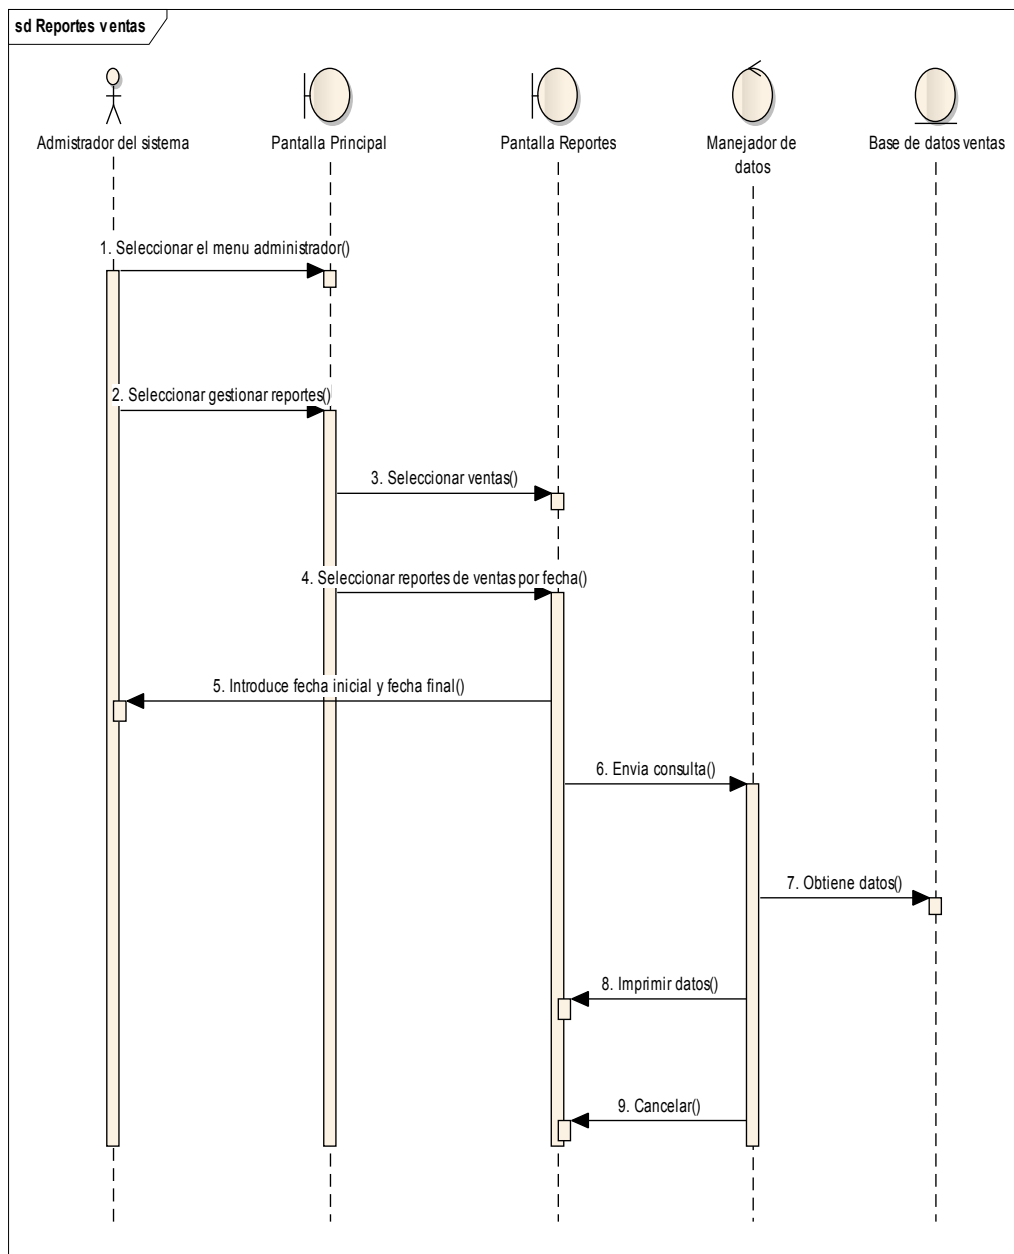 sd Reportes ventas
Admistrador del sistema
Pantalla Principal
Pantalla Reportes
Manejador de
datos
Base de datos ventas
1. Seleccionar el menu administrador()
2. Seleccionar gestionar reportes()
3. Seleccionar ventas()
4. Seleccionar reportes de ventas por fecha()
5. Introduce fecha inicial y fecha final()
6. Envia consulta()
7. Obtiene datos()
8. Imprimir datos()
9. Cancelar()